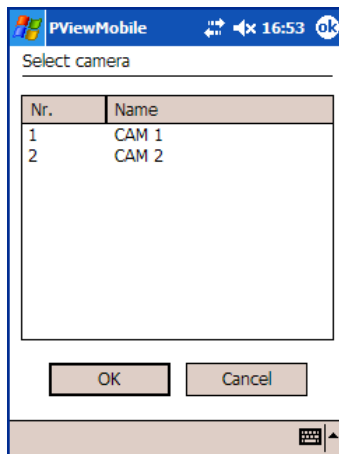 PViewMobile 16:53 ok
Select camera
Nr. Name
1 CAM 1
2 CAM 2
OK Cancel